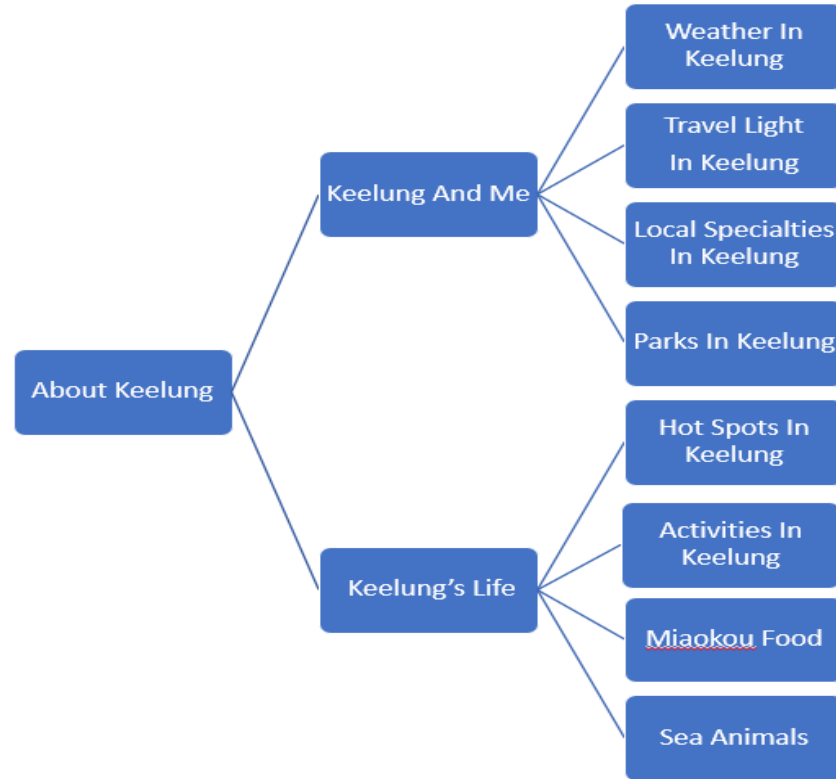 Weather In
Keelung
Travel Light
In Keelung
Keelung And Me
Local Specialties
In Keelung
Parks In Keelung
About Keelung
Hot Spots In
Keelung
Activities In
Keelung
Keelung’s Life
Miaokou Food
Sea Animals